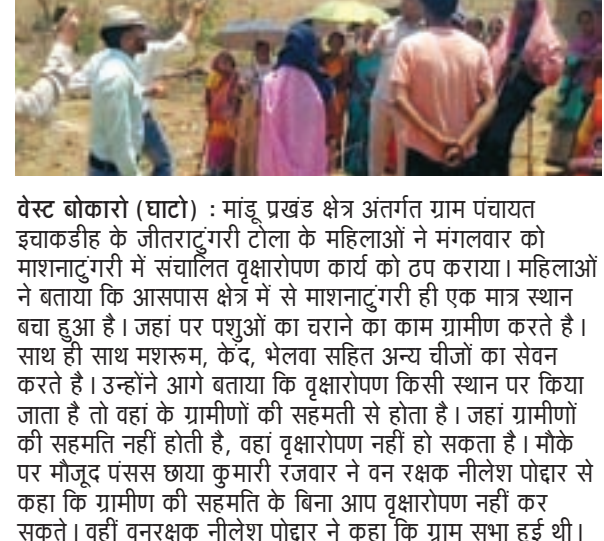 वेस्ट बोकारो (घाटो) : मांडू प्रखंड क्षेत्र अंतर्गत ग्राम पंचायत
इचाकडीह के जीतराटुंगरी टोला के महिलाओं ने मंगलवार को
माशनाटुंगरी में संचालित वृक्षारोपण कार्य को ठप कराया। महिलाओं
ने बताया कि आसपास क्षेत्र में से माशनाटुंगरी ही एक मात्र स्थान
बचा हुआ है। जहां पर पशुओं का चराने का काम ग्रामीण करते है।
साथ ही साथ मशरूम, केंद, भेलवा सहित अन्य चीजों का सेवन
करते है। उन्होंने आगे बताया कि वृक्षारोपण किसी स्थान पर किया
जाता है तो वहां के ग्रामीणों की सहमती से होता है। जहां ग्रामीणों
की सहमति नहीं होती है, वहां वृक्षारोपण नहीं हो सकता है। मौके
पर मौजूद पंसस छाया कुमारी रजवार ने वन रक्षक नीलेश पोद्दार से
कहा कि ग्रामीण की सहमति के बिना आप वृक्षारोपण नहीं कर
सकते। वहीं वनरक्षक नीलेश पोद्दार ने कहा कि ग्राम सभा हुई थी।